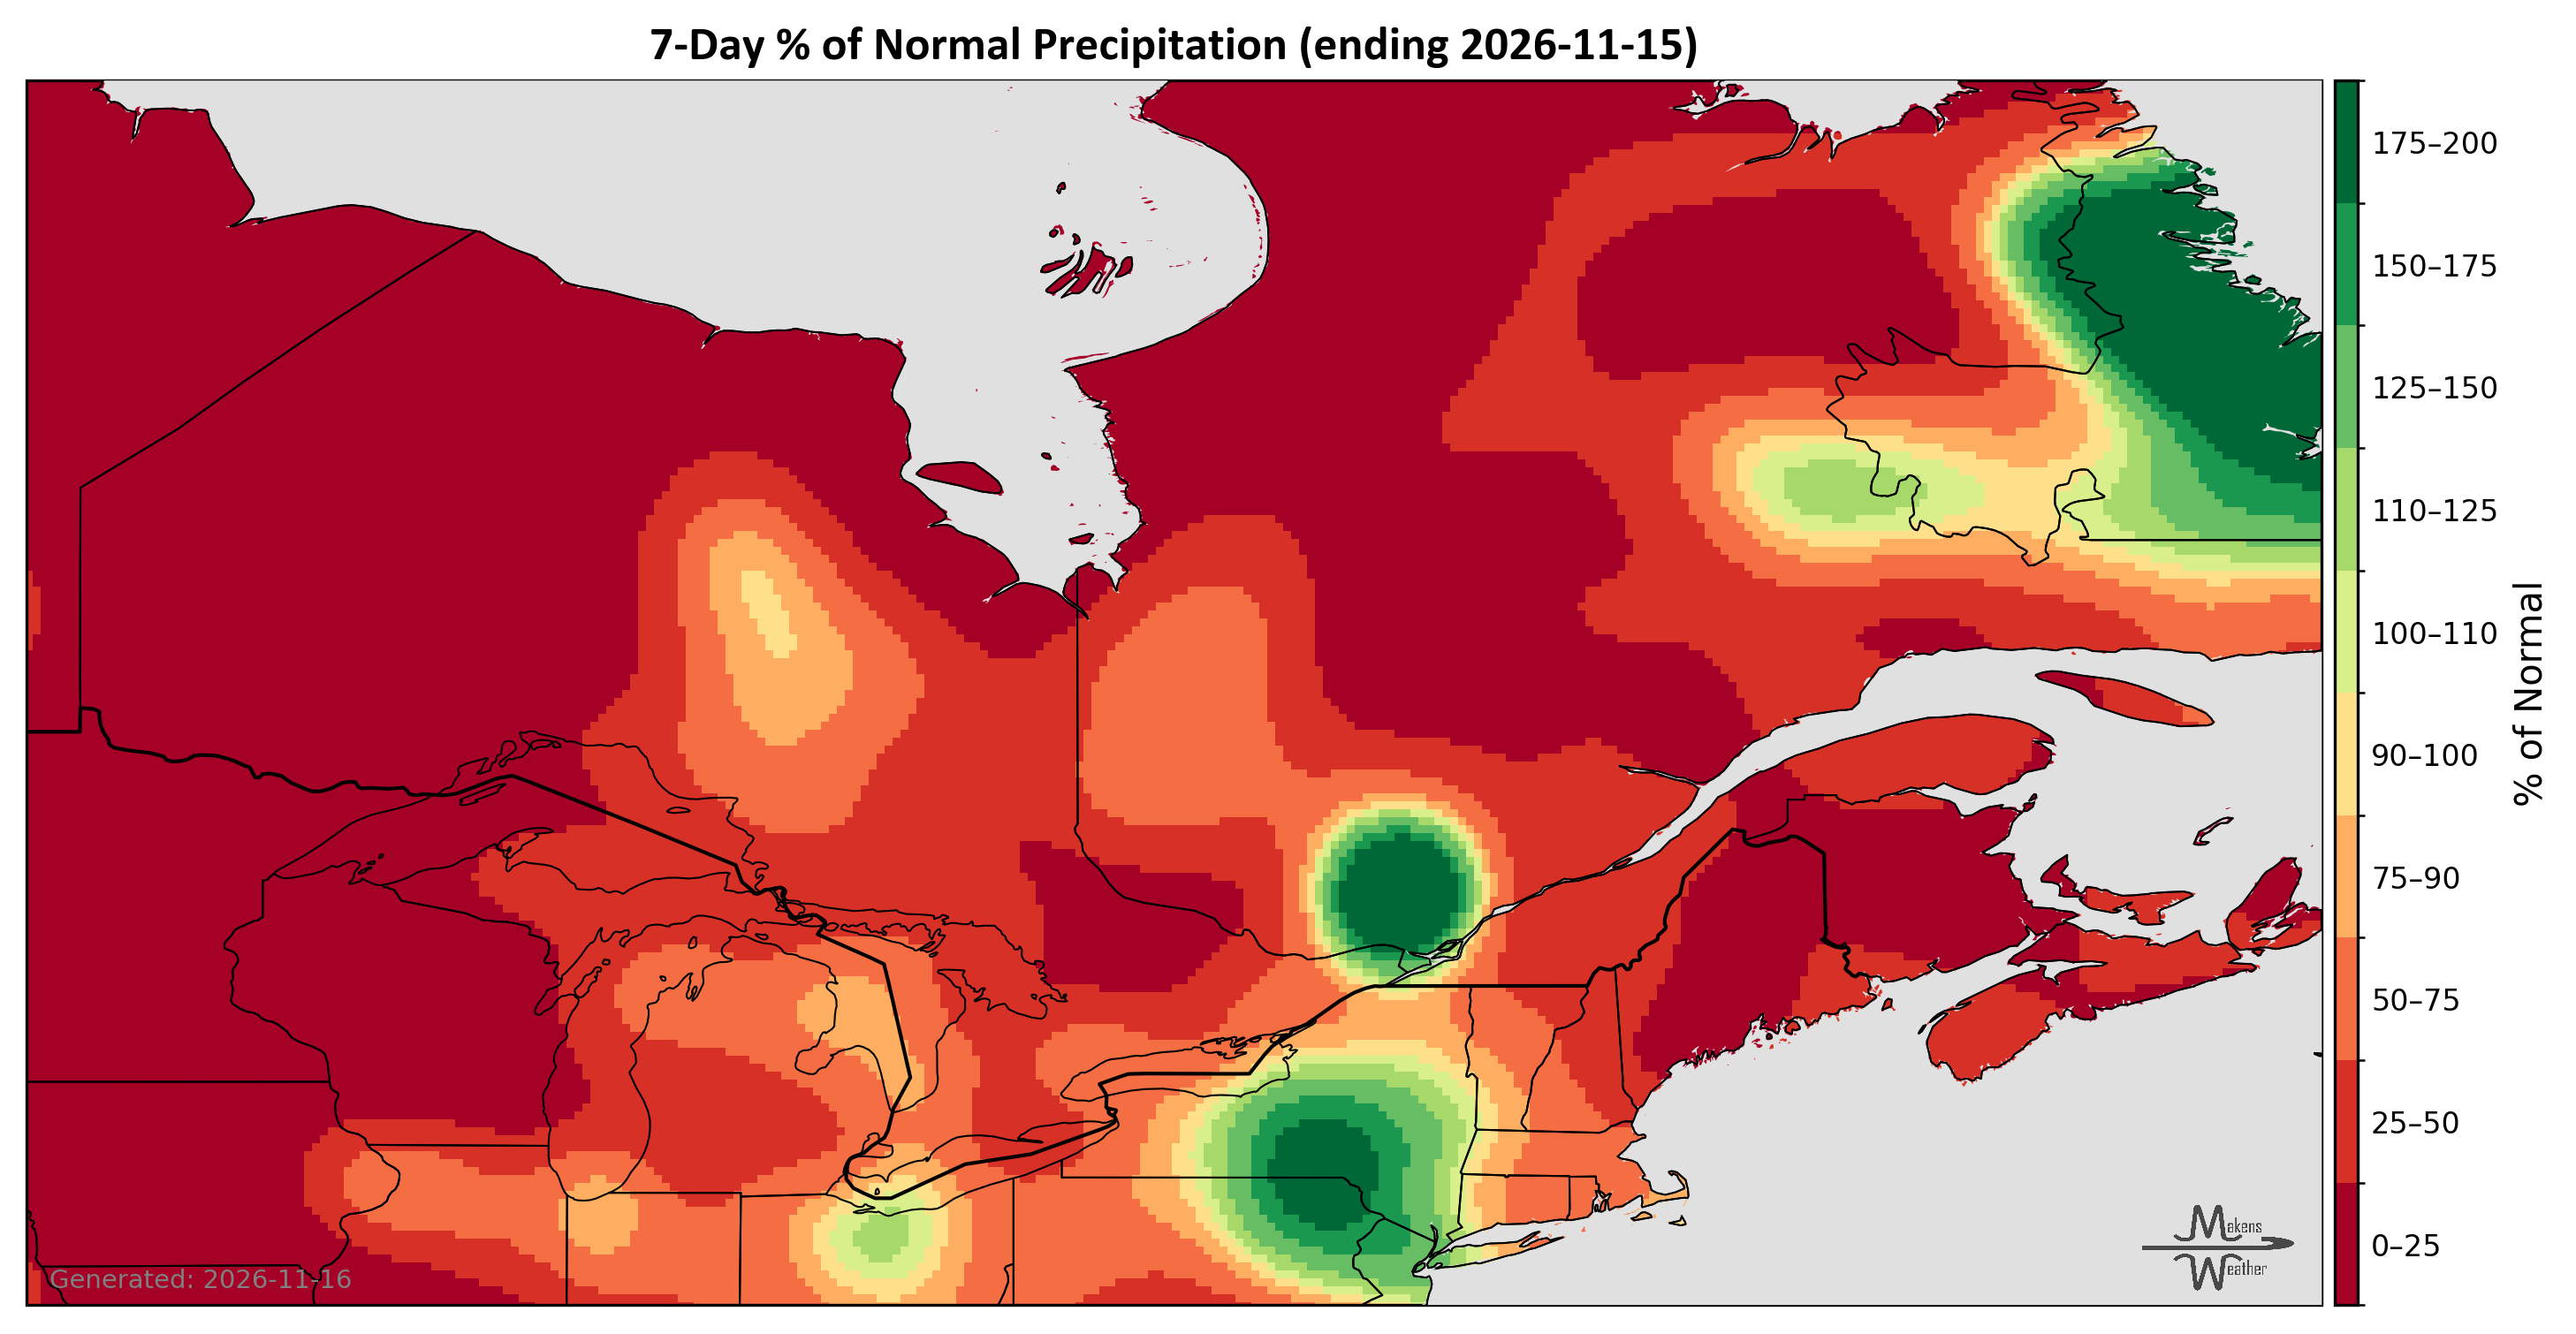 7-Day % of Normal Precipitation (ending 2026-11-15)
175–200
150–175
125–150
110–125
100–110
90–100
75–90
50–75
25–50
0–25
% of Normal
Makens
Weather
Generated: 2026-11-16